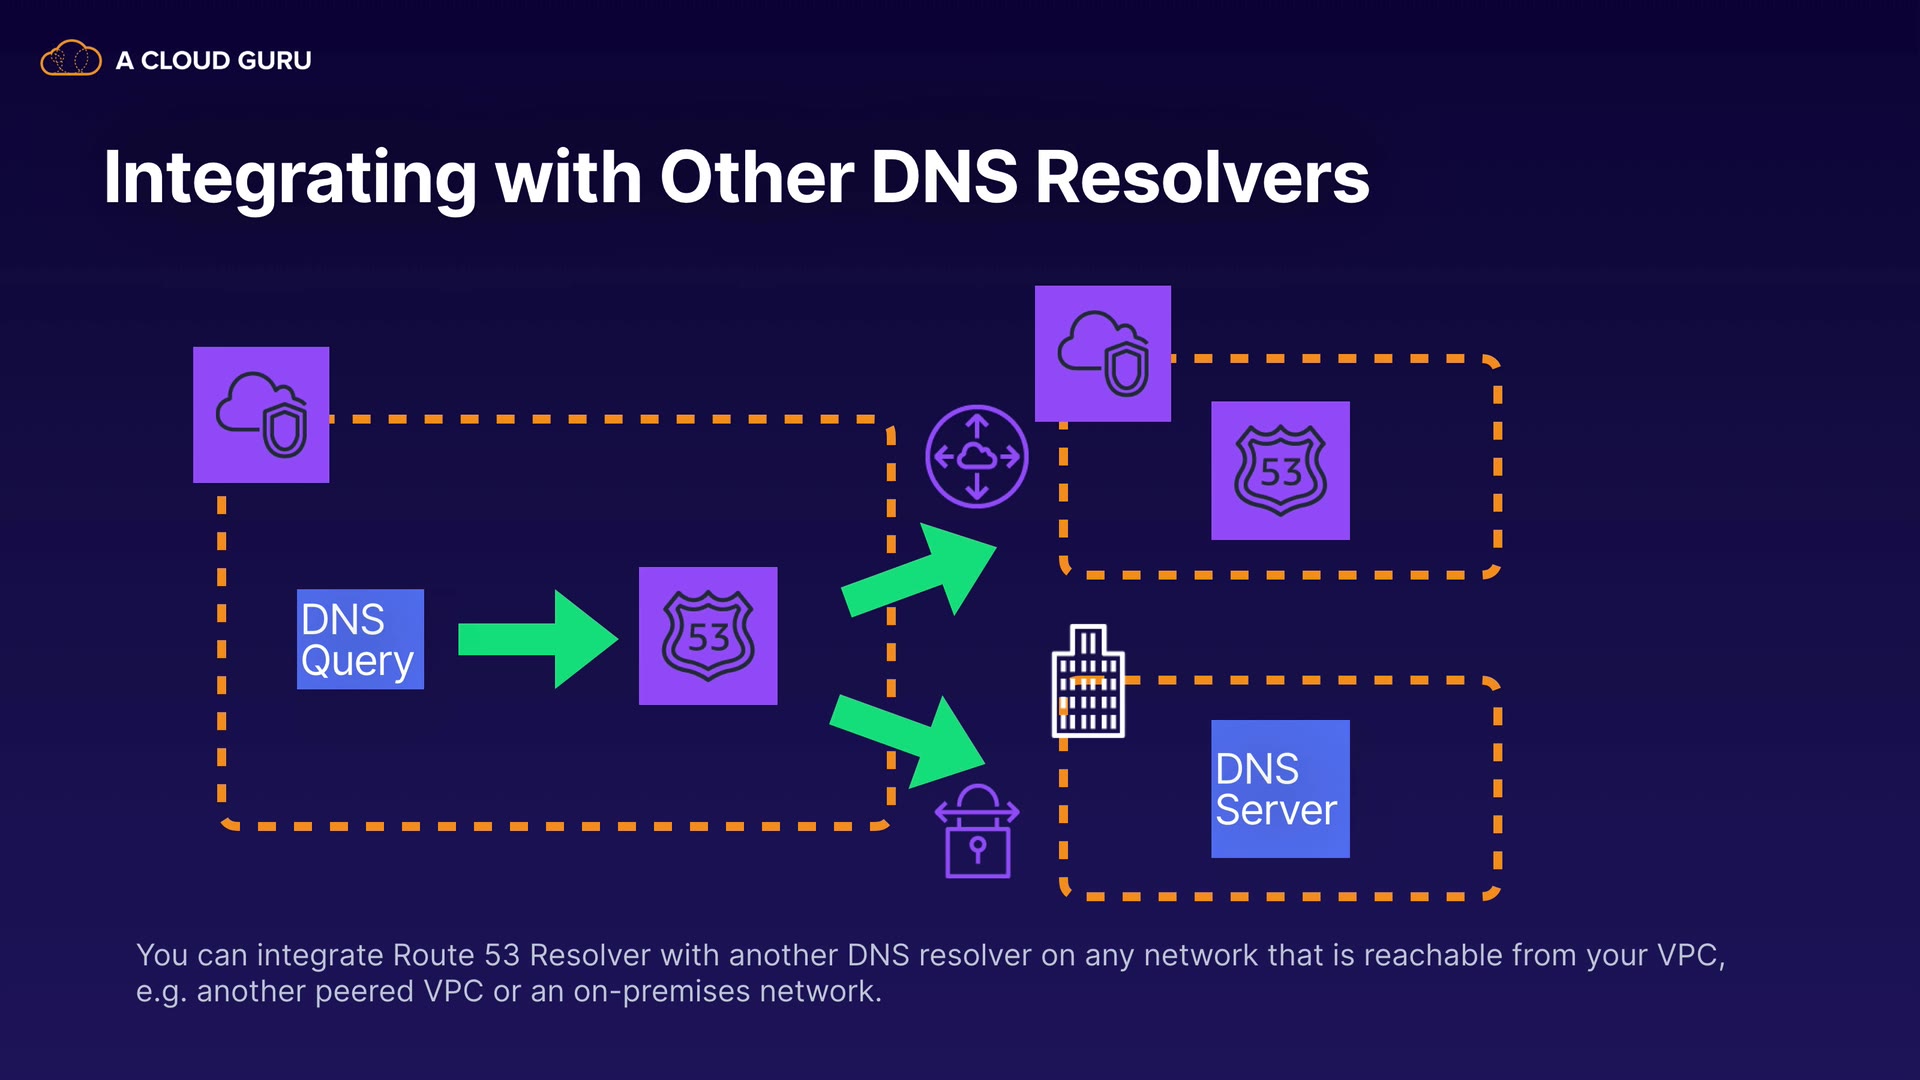 A CLOUD GURU
Integrating with Other DNS Resolvers
53
DNS
Query
53
DNS
Server
You can integrate Route 53 Resolver with another DNS resolver on any network that is reachable from your VPC,
e.g. another peered VPC or an on-premises network.